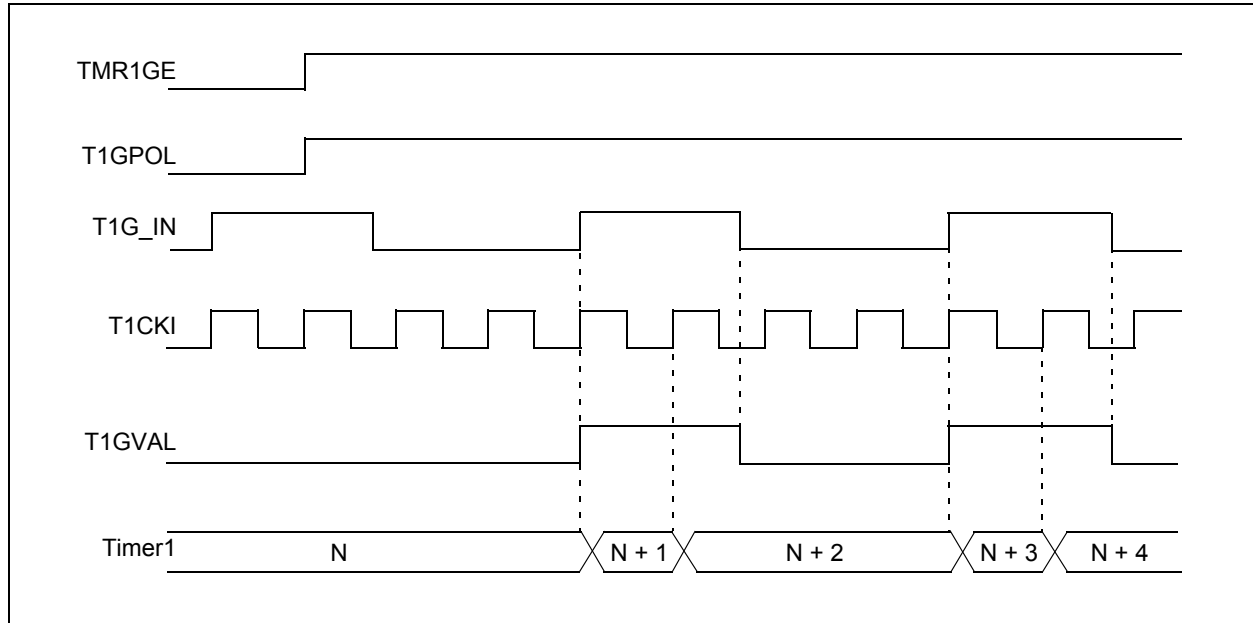 TMR1GE
T1GPOL
T1G_IN
T1CKI
T1GVAL
Timer1 N N + 1 N + 2 N + 3 N + 4